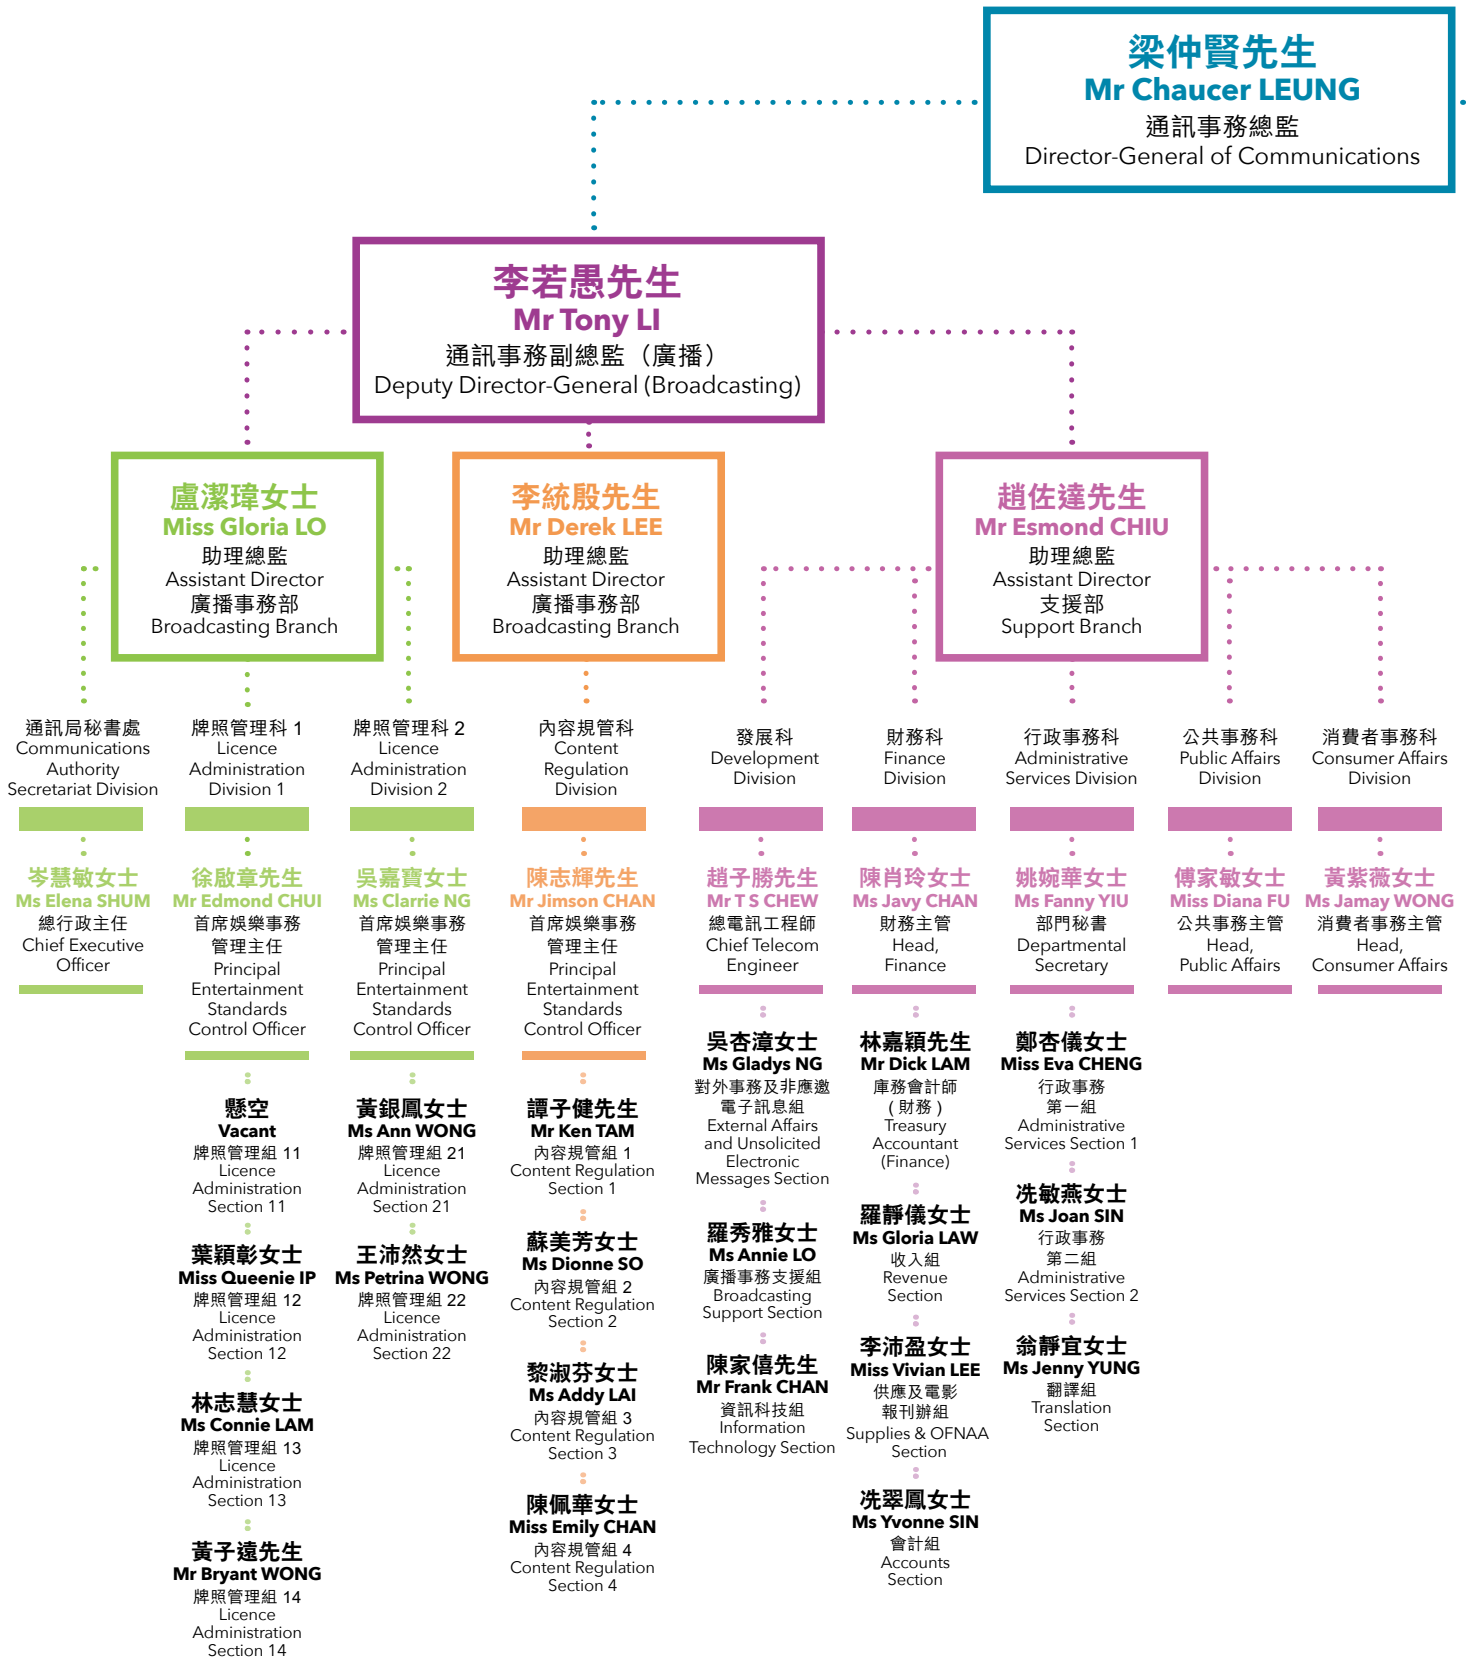 梁仲賢先生
Mr Chaucer LEUNG
通訊事務總監
Director-General of Communications
李若愚先生
Mr Tony LI
通訊事務副總監（廣播）
Deputy Director-General (Broadcasting)
盧潔瑋女士
Miss Gloria LO
助理總監
Assistant Director
廣播事務部
Broadcasting Branch
李統殷先生
Mr Derek LEE
助理總監
Assistant Director
廣播事務部
Broadcasting Branch
趙佐達先生
Mr Esmond CHIU
助理總監
Assistant Director
支援部
Support Branch
通訊局秘書處
Communications
Authority
Secretariat Division
岑慧敏女士
Ms Elena SHUM
總行政主任
Chief Executive
Officer
牌照管理科 1
Licence
Administration
Division 1
徐啟章先生
Mr Edmond CHUI
首席娛樂事務
管理主任
Principal
Entertainment
Standards
Control Officer
懸空
Vacant
牌照管理組 11
Licence
Administration
Section 11
葉穎彰女士
Miss Queenie IP
牌照管理組 12
Licence
Administration
Section 12
林志慧女士
Ms Connie LAM
牌照管理組 13
Licence
Administration
Section 13
黃子遠先生
Mr Bryant WONG
牌照管理組 14
Licence
Administration
Section 14
牌照管理科 2
Licence
Administration
Division 2
吳嘉寶女士
Ms Clarrie NG
首席娛樂事務
管理主任
Principal
Entertainment
Standards
Control Officer
黃銀鳳女士
Ms Ann WONG
牌照管理組 21
Licence
Administration
Section 21
王沛然女士
Ms Petrina WONG
牌照管理組 22
Licence
Administration
Section 22
內容規管科
Content
Regulation
Division
陳志輝先生
Mr Jimson CHAN
首席娛樂事務
管理主任
Principal
Entertainment
Standards
Control Officer
譚子健先生
Mr Ken TAM
內容規管組 1
Content Regulation
Section 1
蘇美芳女士
Ms Dionne SO
內容規管組 2
Content Regulation
Section 2
黎淑芬女士
Ms Addy LAI
內容規管組 3
Content Regulation
Section 3
陳佩華女士
Miss Emily CHAN
內容規管組 4
Content Regulation
Section 4
發展科
Development
Division
趙子勝先生
Mr T S CHEW
總電訊工程師
Chief Telecom
Engineer
吳杏漳女士
Ms Gladys NG
對外事務及非應邀
電子訊息組
External Affairs
and Unsolicited
Electronic
Messages Section
羅秀雅女士
Ms Annie LO
廣播事務支援組
Broadcasting
Support Section
陳家僖先生
Mr Frank CHAN
資訊科技組
Information
Technology Section
財務科
Finance
Division
陳肖玲女士
Ms Javy CHAN
財務主管
Head,
Finance
林嘉穎先生
Mr Dick LAM
庫務會計師
( 財務 )
Treasury
Accountant
(Finance)
羅靜儀女士
Ms Gloria LAW
收入組
Revenue
Section
李沛盈女士
Miss Vivian LEE
供應及電影
報刊辦組
Supplies & OFNAA
Section
冼翠鳳女士
Ms Yvonne SIN
會計組
Accounts
Section
行政事務科
Administrative
Services Division
姚婉華女士
Ms Fanny YIU
部門秘書
Departmental
Secretary
鄭杏儀女士
Miss Eva CHENG
行政事務
第一組
Administrative
Services Section 1
冼敏燕女士
Ms Joan SIN
行政事務
第二組
Administrative
Services Section 2
翁靜宜女士
Ms Jenny YUNG
翻譯組
Translation
Section
公共事務科
Public Affairs
Division
傅家敏女士
Miss Diana FU
公共事務主管
Head,
Public Affairs
消費者事務科
Consumer Affairs
Division
黃紫薇女士
Ms Jamay WONG
消費者事務主管
Head,
Consumer Affairs